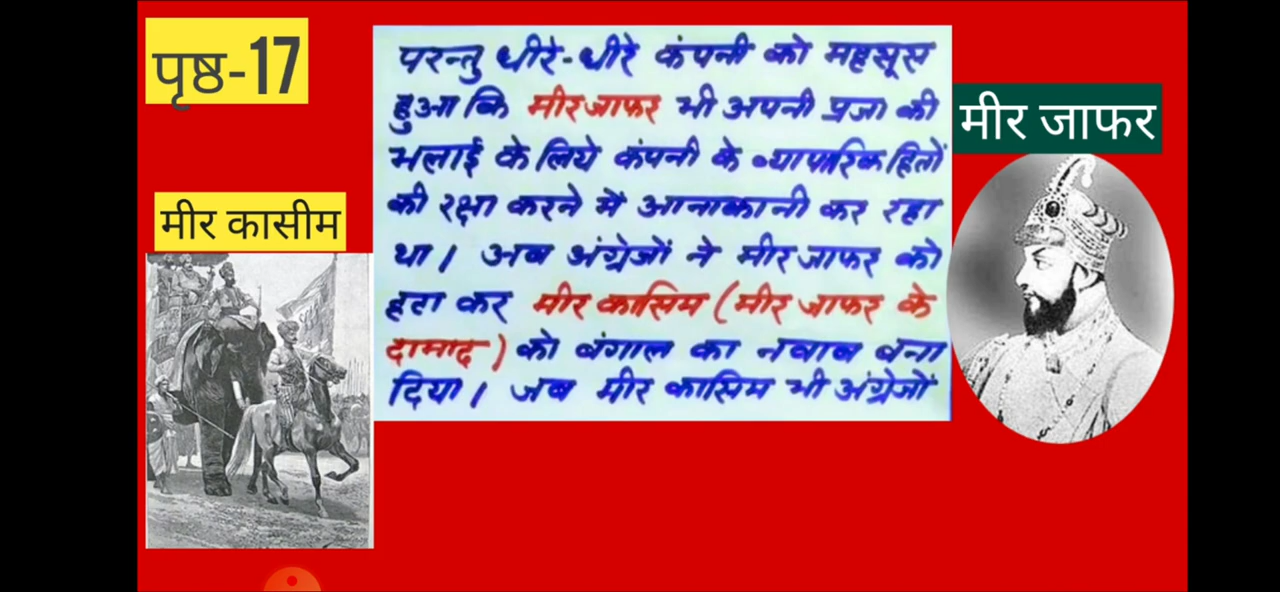 पृष्ठ-17
परन्तु धीरे-धीरे कंपनी को महसूस
हुआ कि मीरजाफर भी अपनी प्रजा की
भलाई के लिये कंपनी के व्यापारिक हितों
की रक्षा करने में आनाकानी कर रहा
था। अब अंग्रेजों ने मीरजाफर को
हटा कर मीर कासिम (मीर जाफर के
दामाद) को बंगाल का नवाब बना
दिया। जब मीर कासिम भी अंग्रेजों
मीर जाफर
मीर कासीम